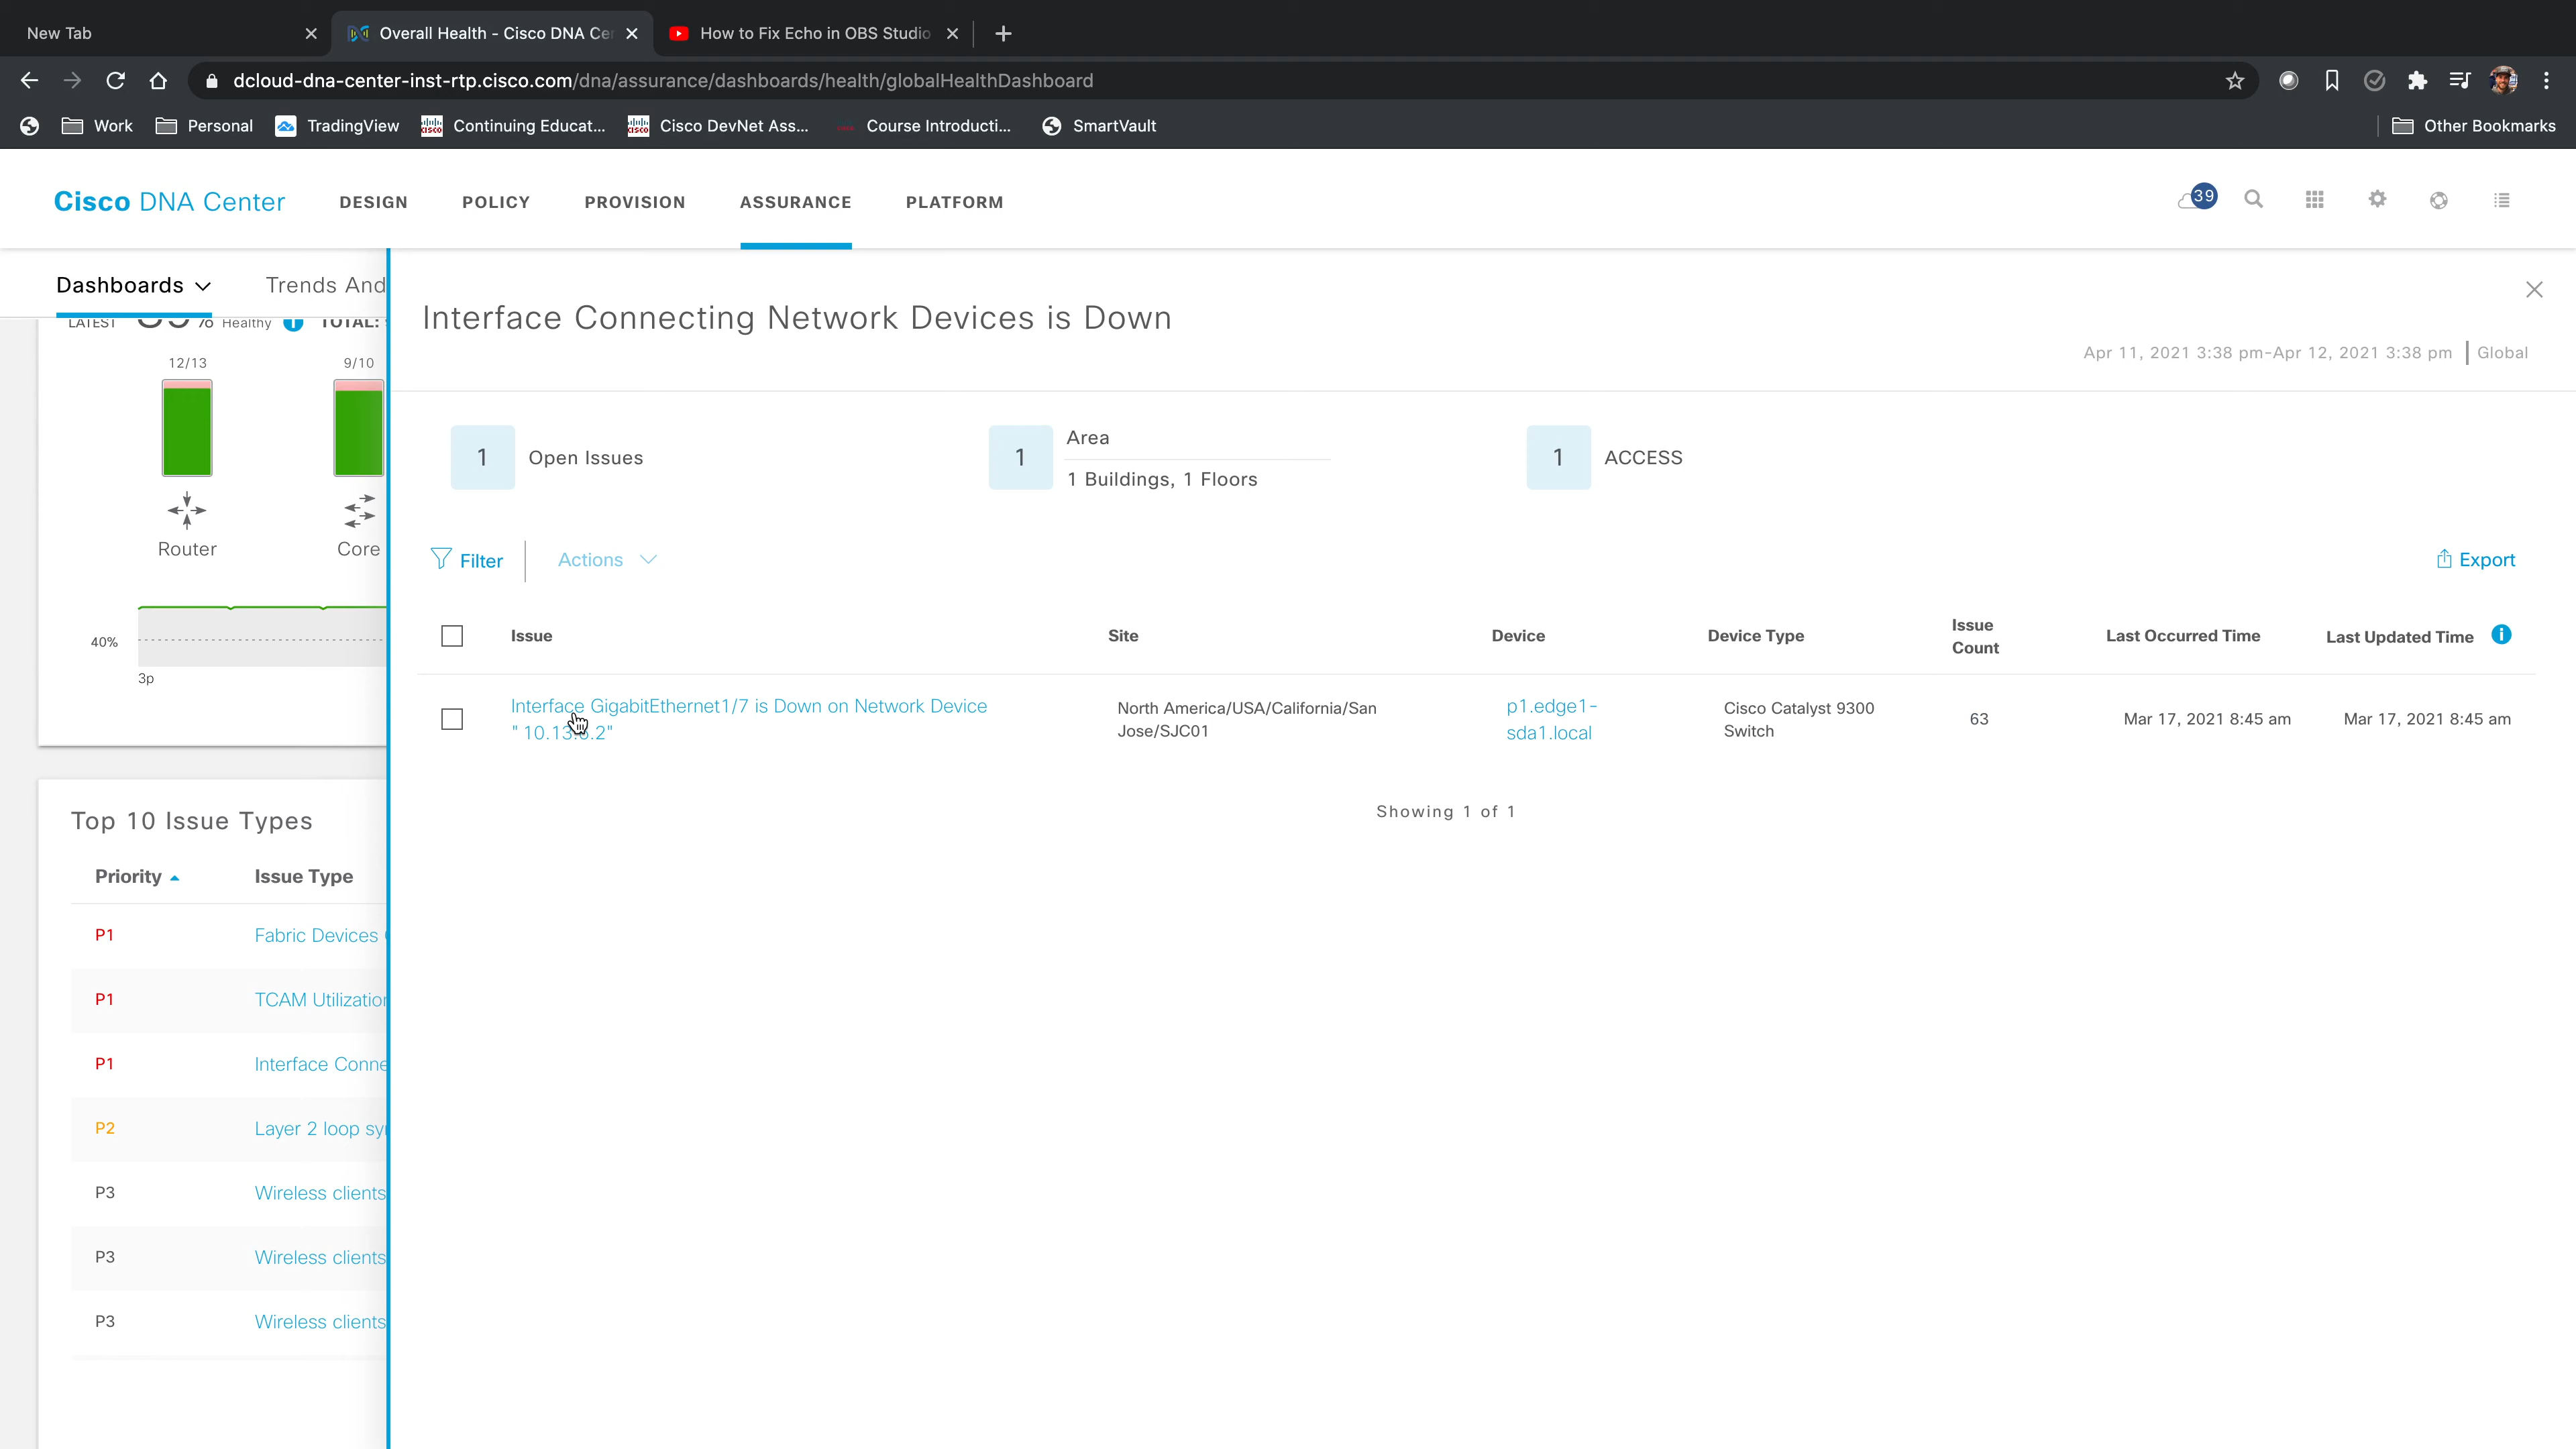 New Tab
Overall Health - Cisco DNA Ce
How to Fix Echo in OBS Studio
dcloud-dna-center-inst-rtp.cisco.com/dna/assurance/dashboards/health/globalHealthDashboard
Work
Personal
TradingView
Continuing Educat...
Cisco DevNet Ass...
Course Introducti...
SmartVault
Other Bookmarks
Cisco DNA Center
DESIGN
POLICY
PROVISION
ASSURANCE
PLATFORM
39
Dashboards
Trends And
LATEST
% Healthy
TOTAL:
12/13
9/10
Router
Core
40%
3p
Top 10 Issue Types
Priority
Issue Type
P1
Fabric Devices
P1
TCAM Utilization
P1
Interface Conne
P2
Layer 2 loop sy
P3
Wireless clients
P3
Wireless clients
P3
Wireless clients
Interface Connecting Network Devices is Down
Apr 11, 2021 3:38 pm-Apr 12, 2021 3:38 pm | Global
1 Open Issues
1 Area
1 Buildings, 1 Floors
1 ACCESS
Filter
Actions
Export
Issue
Site
Device
Device Type
Issue
Count
Last Occurred Time
Last Updated Time
Interface GigabitEthernet1/7 is Down on Network Device
North America/USA/California/San
Jose/SJC01
p1.edge1-
sda1.local
Cisco Catalyst 9300
Switch
63
Mar 17, 2021 8:45 am
Mar 17, 2021 8:45 am
Showing 1 of 1